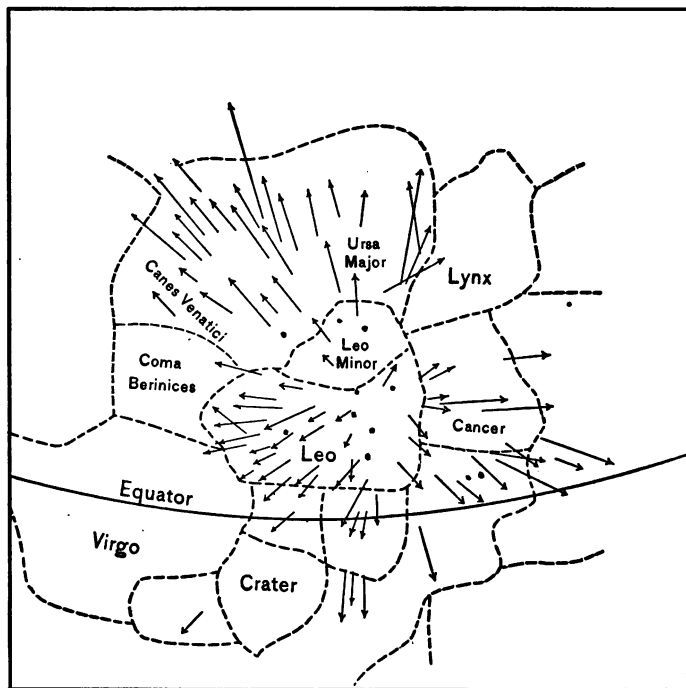 Ursa
Major
Lynx
Canes Venatici
Leo
Minor
Coma
Berinices
Cancer
Leo
Equator
Virgo
Crater